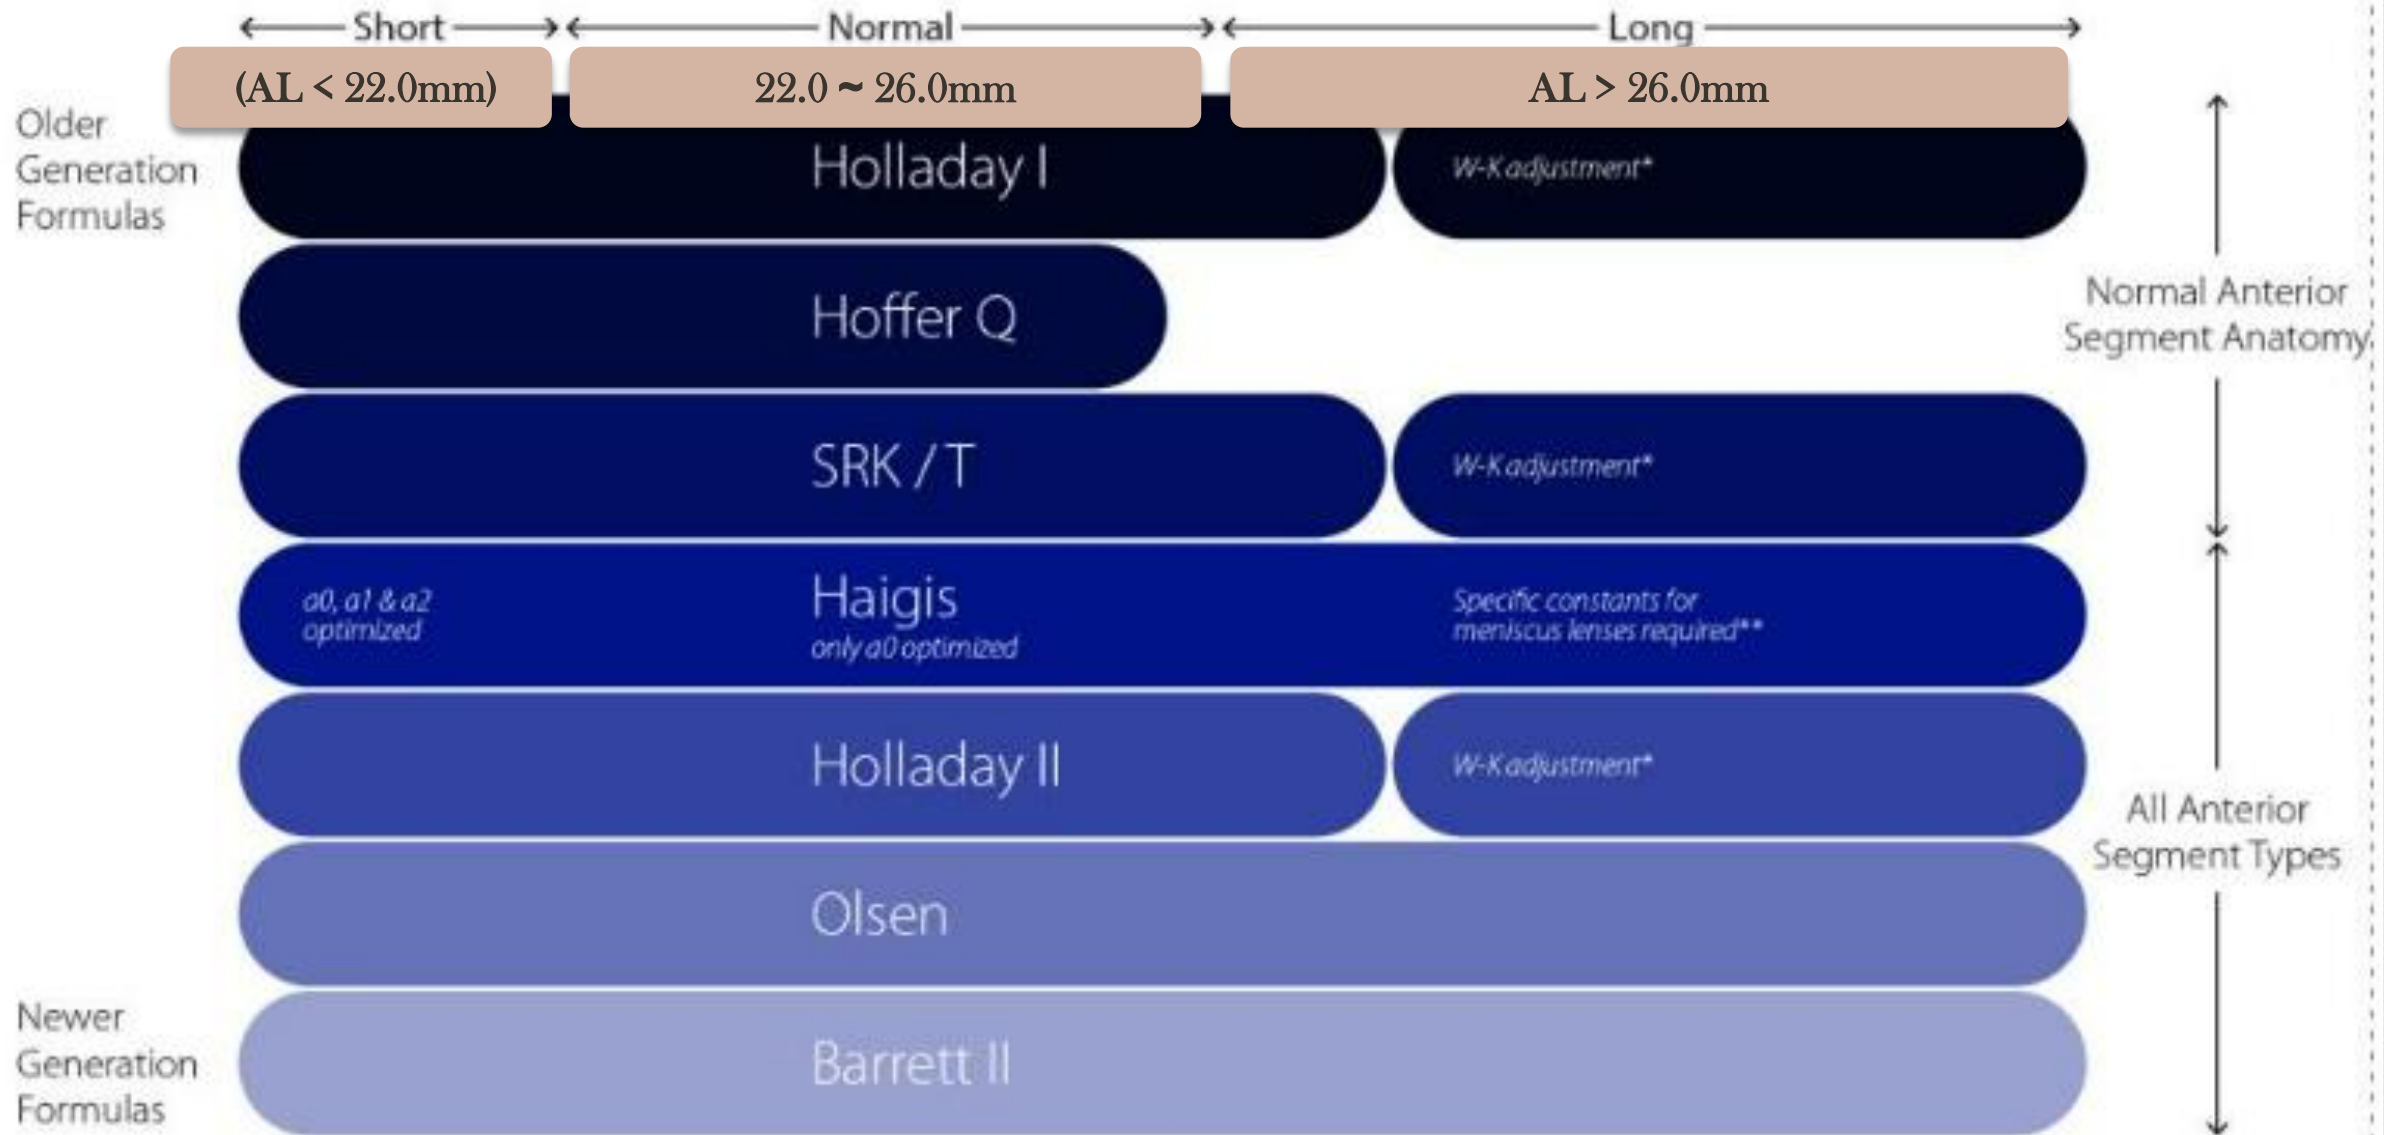 Short
Normal
Long
(AL < 22.0mm)
22.0 ~ 26.0mm
AL > 26.0mm
Older
Generation
Formulas
Holladay I
W-K adjustment*
Hoffer Q
Normal Anterior
Segment Anatomy
SRK / T
W-K adjustment*
a0, a1 & a2
optimized
Haigis
only a0 optimized
Specific constants for
meniscus lenses required**
Holladay II
W-K adjustment*
All Anterior
Segment Types
Olsen
Newer
Generation
Formulas
Barrett II